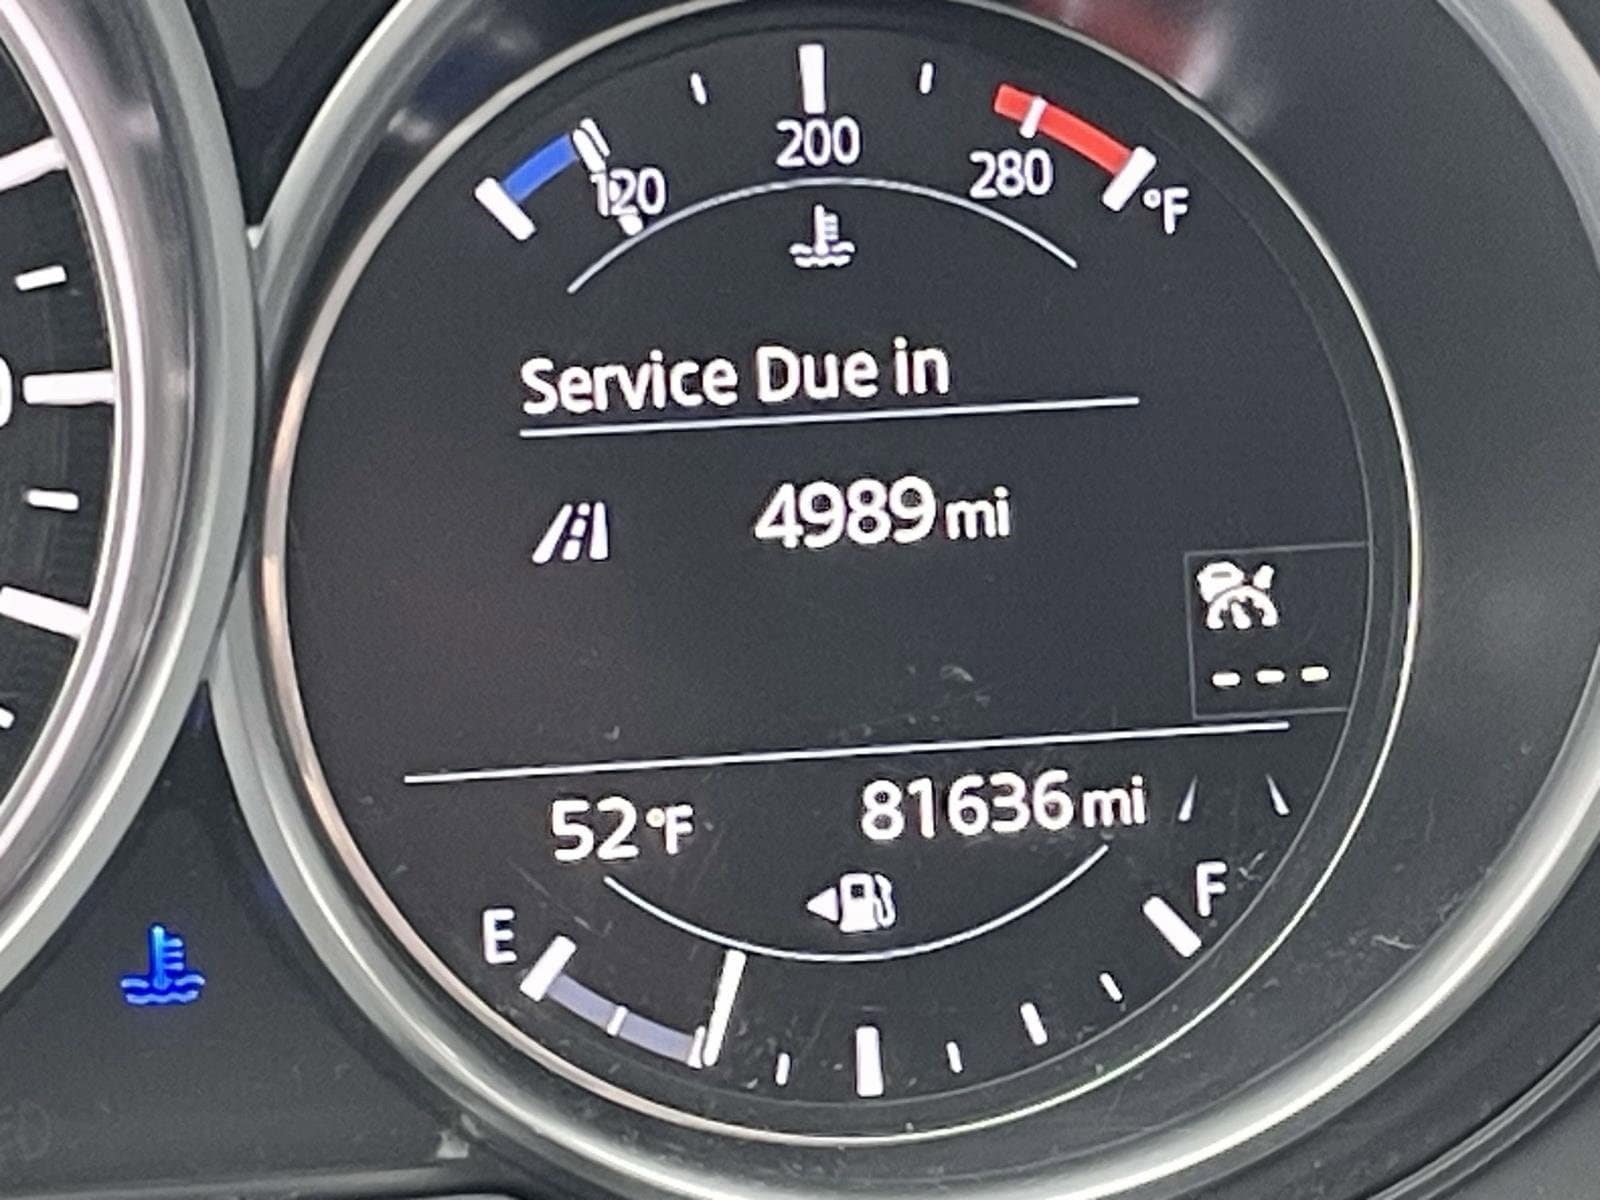 120
200
280
°F
Service Due in
4989 mi
---
52 °F
81636 mi
E
F